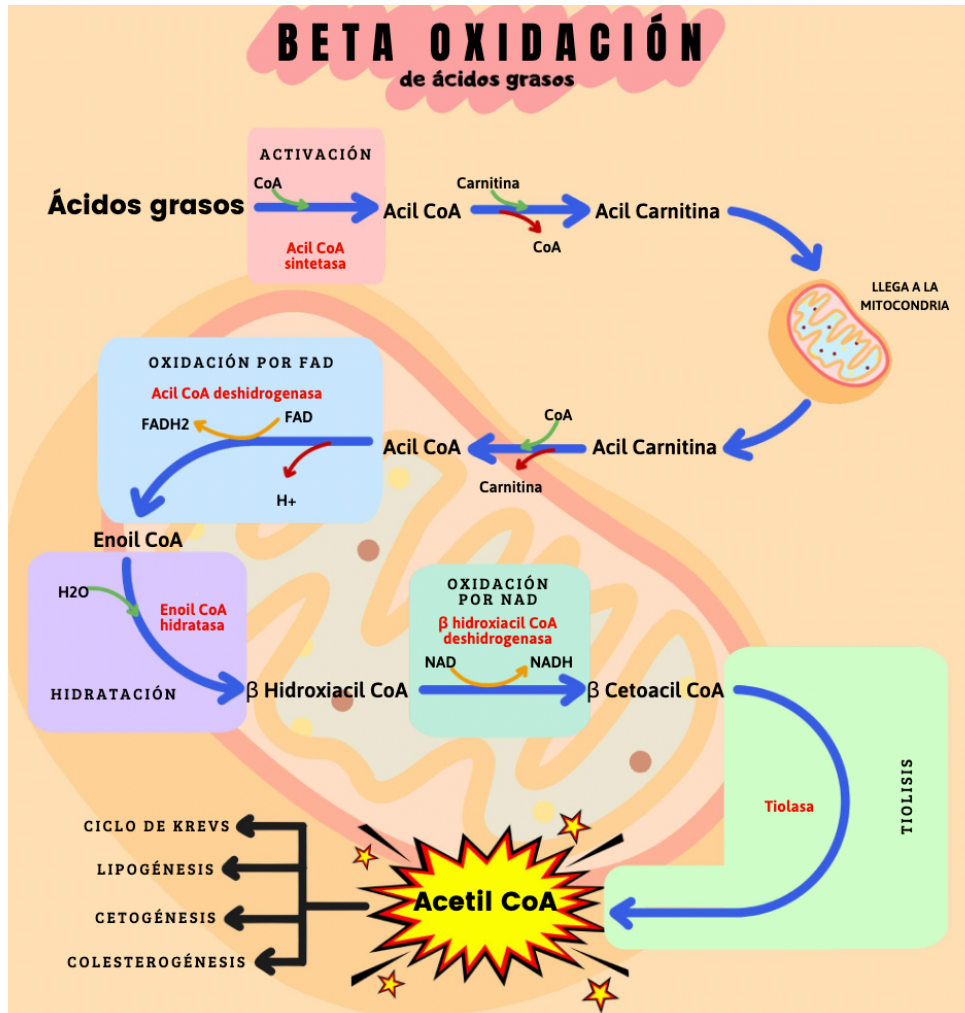 BETA OXIDACIÓN
de ácidos grasos
ACTIVACIÓN
CoA
Ácidos grasos
Acil CoA
sintetasa
Acil CoA
Carnitina
CoA
Acil Carnitina
LLEGA A LA
MITOCONDRIA
OXIDACIÓN POR FAD
Acil CoA deshidrogenasa
FADH2
FAD
H+
Acil CoA
CoA
Carnitina
Acil Carnitina
Enoil CoA
H2O
Enoil CoA
hidratasa
HIDRATACIÓN
β Hidroxiacil CoA
OXIDACIÓN
POR NAD
β hidroxiacil CoA
deshidrogenasa
NAD
NADH
β Cetoacil CoA
Tiolasa
TIOLISIS
Acetil CoA
CICLO DE KREVS
LIPOGÉNESIS
CETOGÉNESIS
COLESTEROGÉNESIS